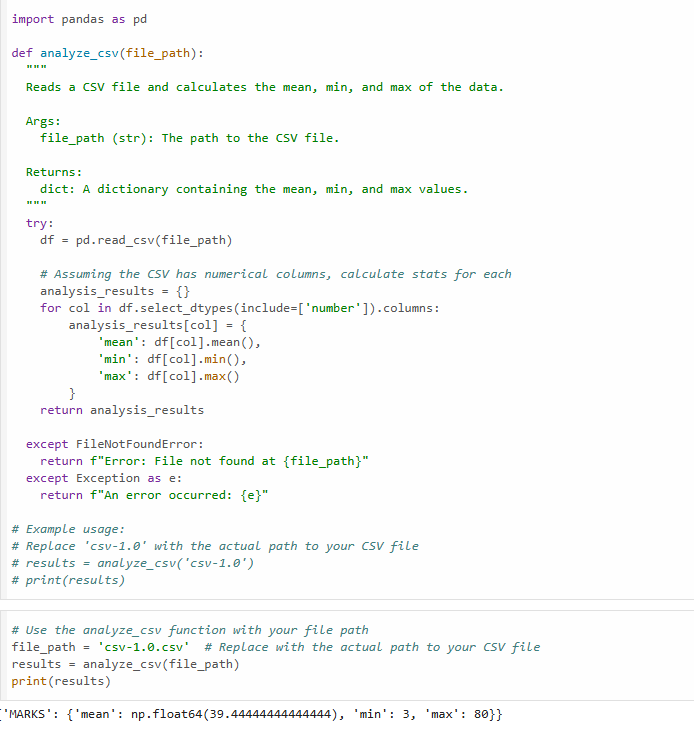 import pandas as pd
def analyze_csv(file_path):
"""
Reads a CSV file and calculates the mean, min, and max of the data.
Args:
file_path (str): The path to the CSV file.
Returns:
dict: A dictionary containing the mean, min, and max values.
"""
try:
df = pd.read_csv(file_path)
# Assuming the CSV has numerical columns, calculate stats for each
analysis_results = {}
for col in df.select_dtypes(include=['number']).columns:
analysis_results[col] = {
'mean': df[col].mean(),
'min': df[col].min(),
'max': df[col].max()
}
return analysis_results
except FileNotFoundError:
return f"Error: File not found at {file_path}"
except Exception as e:
return f"An error occurred: {e}"
# Example usage:
# Replace 'csv-1.0' with the actual path to your CSV file
# results = analyze_csv('csv-1.0')
# print(results)
# Use the analyze_csv function with your file path
file_path = 'csv-1.0.csv'  # Replace with the actual path to your CSV file
results = analyze_csv(file_path)
print(results)
{'MARKS': {'mean': np.float64(39.44444444444444), 'min': 3, 'max': 80}}